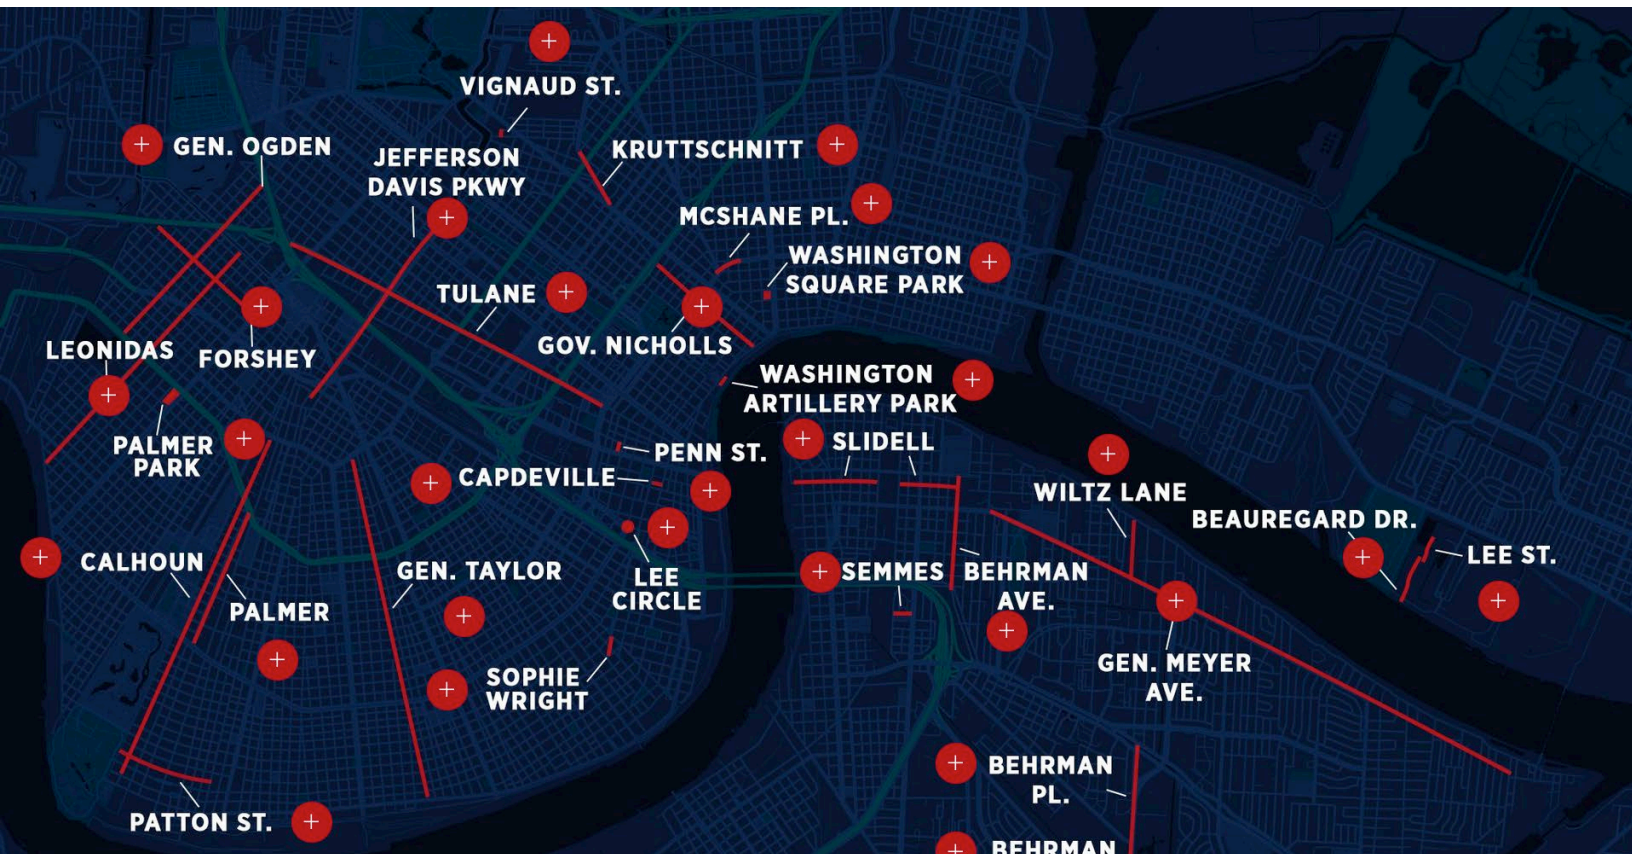 VIGNAUD ST.
GEN. OGDEN
JEFFERSON
DAVIS PKWY
KRUTTSCHNITT
MCSHANE PL.
WASHINGTON
SQUARE PARK
TULANE
GOV. NICHOLLS
LEONIDAS
FORSHEY
WASHINGTON
ARTILLERY PARK
PALMER
PARK
PENN ST.
SLIDELL
CAPDEVILLE
WILTZ LANE
BEAUREGARD DR.
LEE ST.
CALHOUN
GEN. TAYLOR
LEE
CIRCLE
SEMMES
BEHRMAN
AVE.
PALMER
GEN. MEYER
AVE.
SOPHIE
WRIGHT
BEHRMAN
PL.
PATTON ST.
BEHRMAN